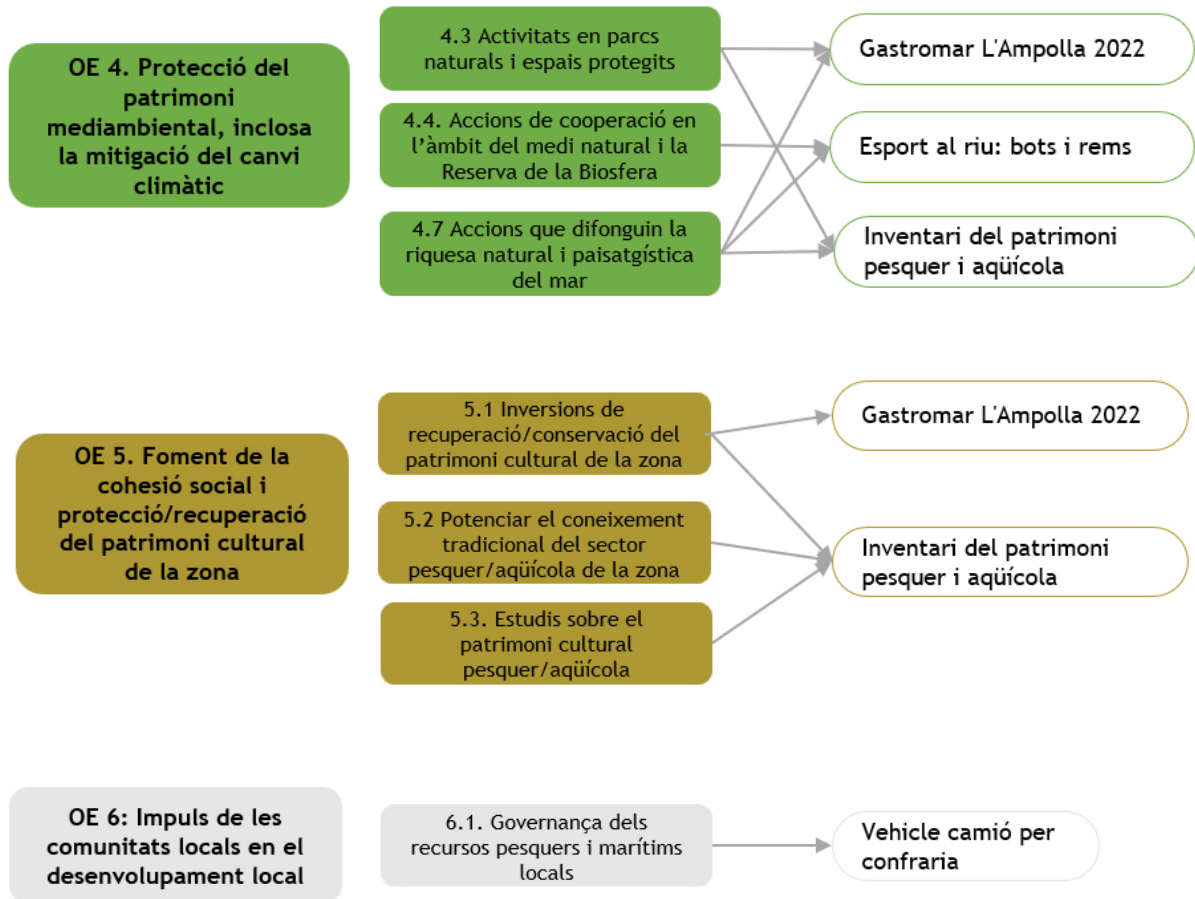 OE 4. Protecció del
patrimoni
mediambiental, inclosa
la mitigació del canvi
climàtic
4.3 Activitats en parcs
naturals i espais protegits
4.4. Accions de cooperació en
l’àmbit del medi natural i la
Reserva de la Biosfera
4.7 Accions que difonguin la
riquesa natural i paisatgística
del mar
Gastromar L'Ampolla 2022
Esport al riu: bots i rems
Inventari del patrimoni
pesquer i aqüícola
OE 5. Foment de la
cohesió social i
protecció/recuperació
del patrimoni cultural
de la zona
5.1 Inversions de
recuperació/conservació del
patrimoni cultural de la zona
5.2 Potenciar el coneixement
tradicional del sector
pesquer/aqüícola de la zona
5.3. Estudis sobre el
patrimoni cultural
pesquer/aqüícola
Gastromar L'Ampolla 2022
Inventari del patrimoni
pesquer i aqüícola
OE 6: Impuls de les
comunitats locals en el
desenvolupament local
6.1. Governança dels
recursos pesquers i marítims
locals
Vehicle camió per
confraria